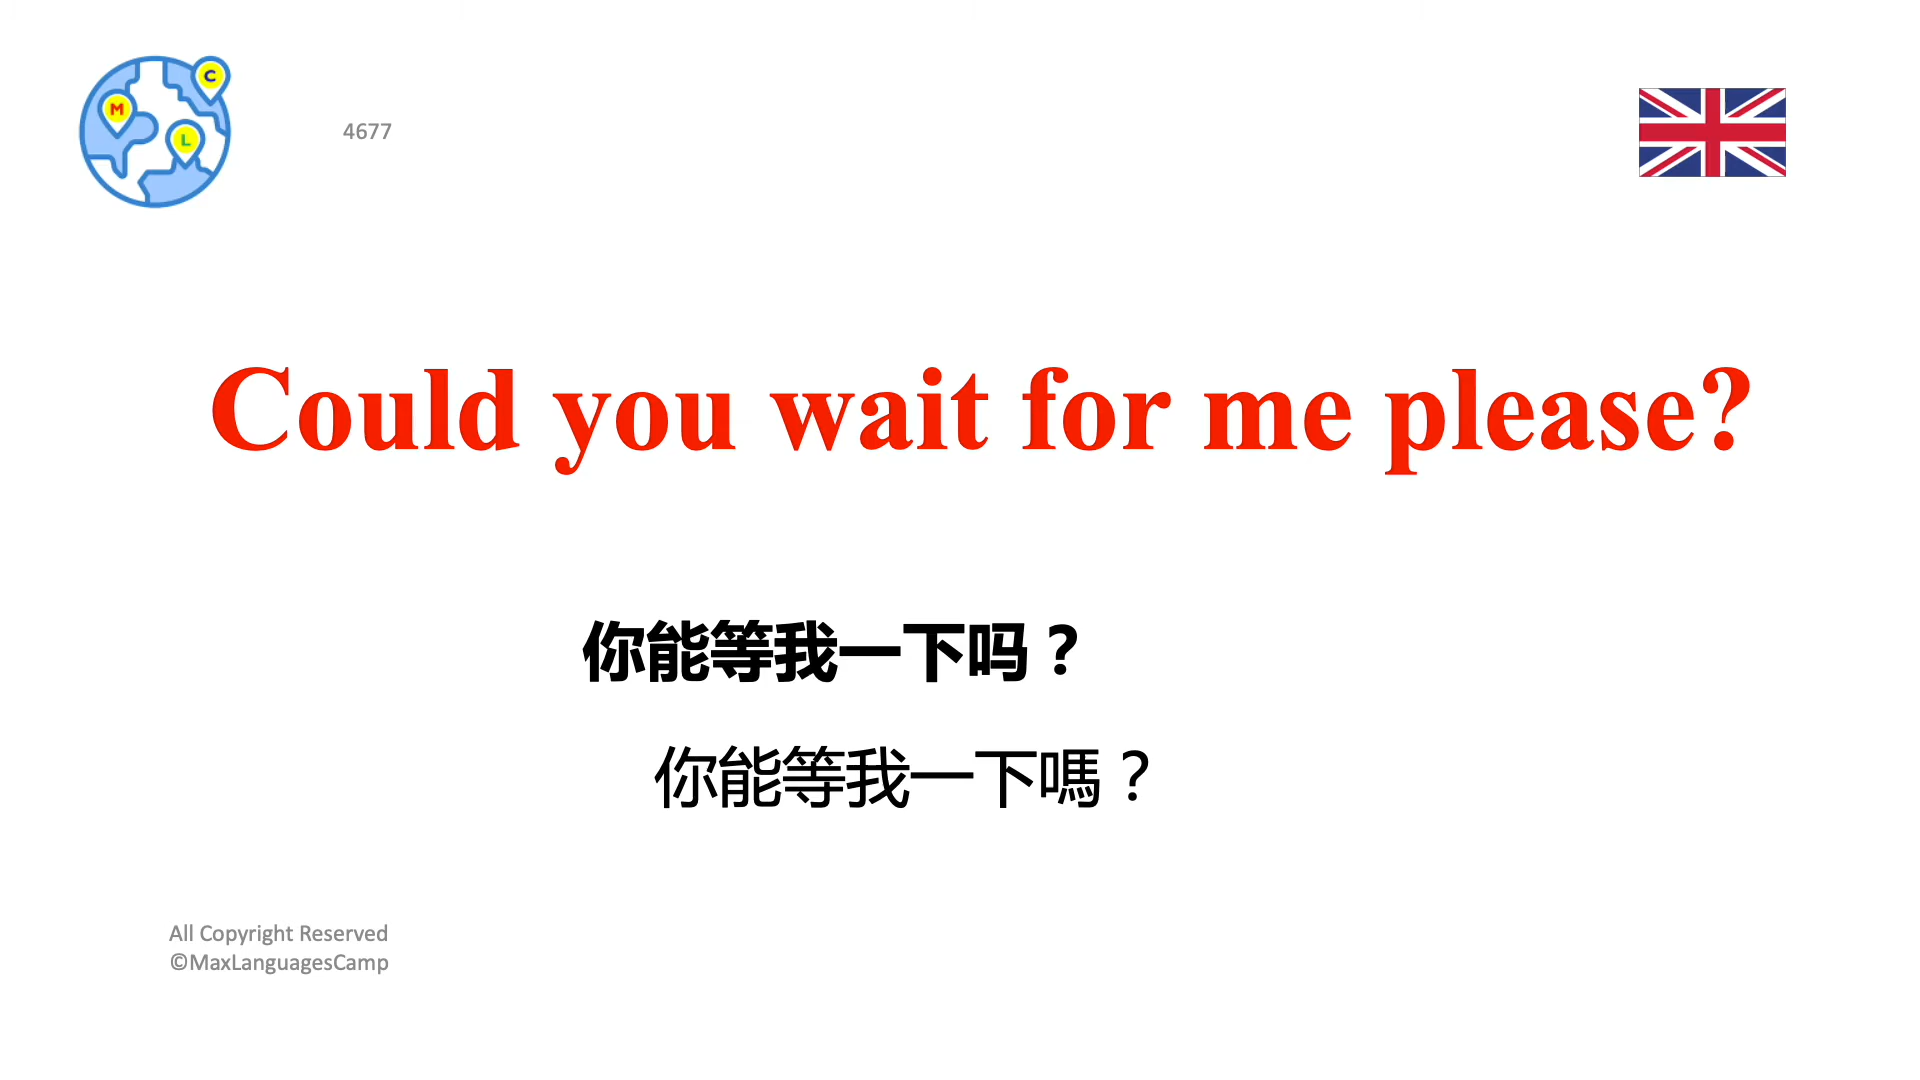 C
M
L
4677
Could you wait for me please?
你能等我一下吗？
你能等我一下嗎？
All Copyright Reserved
©MaxLanguagesCamp